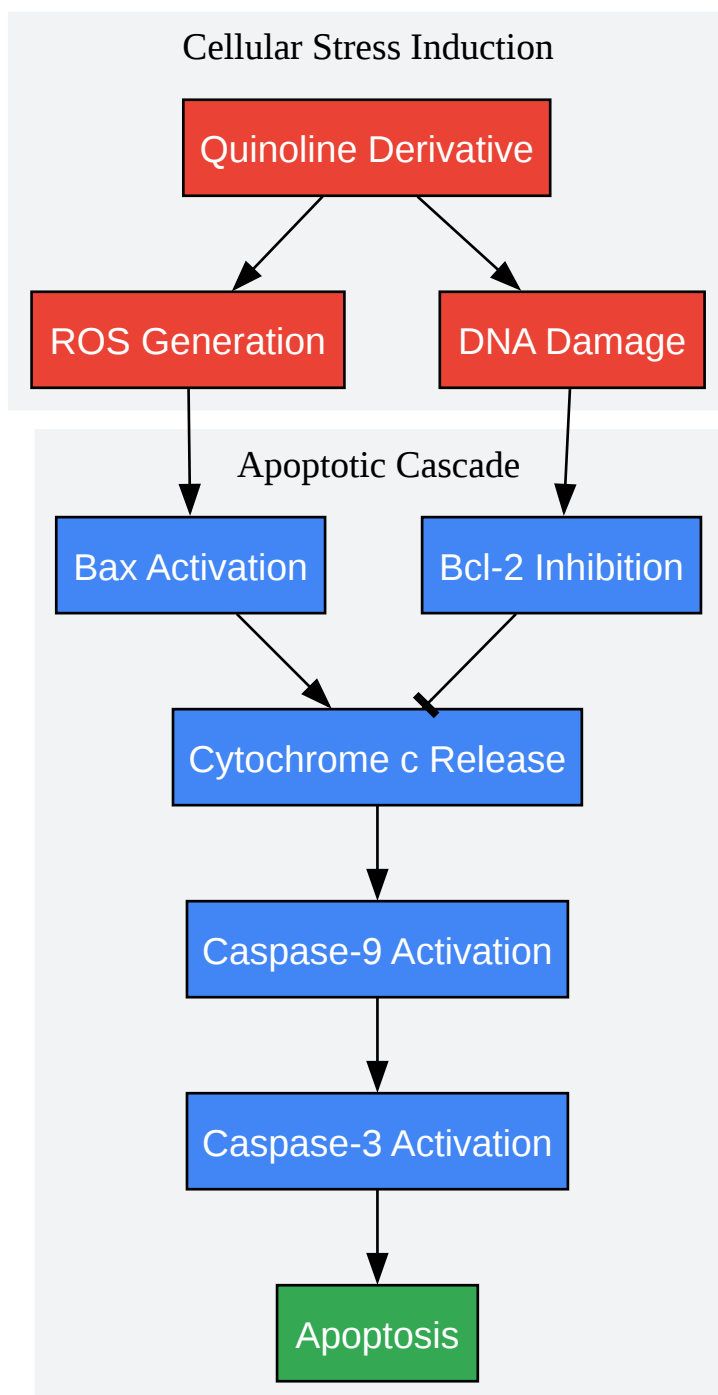 Cellular Stress Induction
Quinoline Derivative
ROS Generation
DNA Damage
Apoptotic Cascade
Bax Activation
Bcl-2 Inhibition
Cytochrome c Release
Caspase-9 Activation
Caspase-3 Activation
Apoptosis